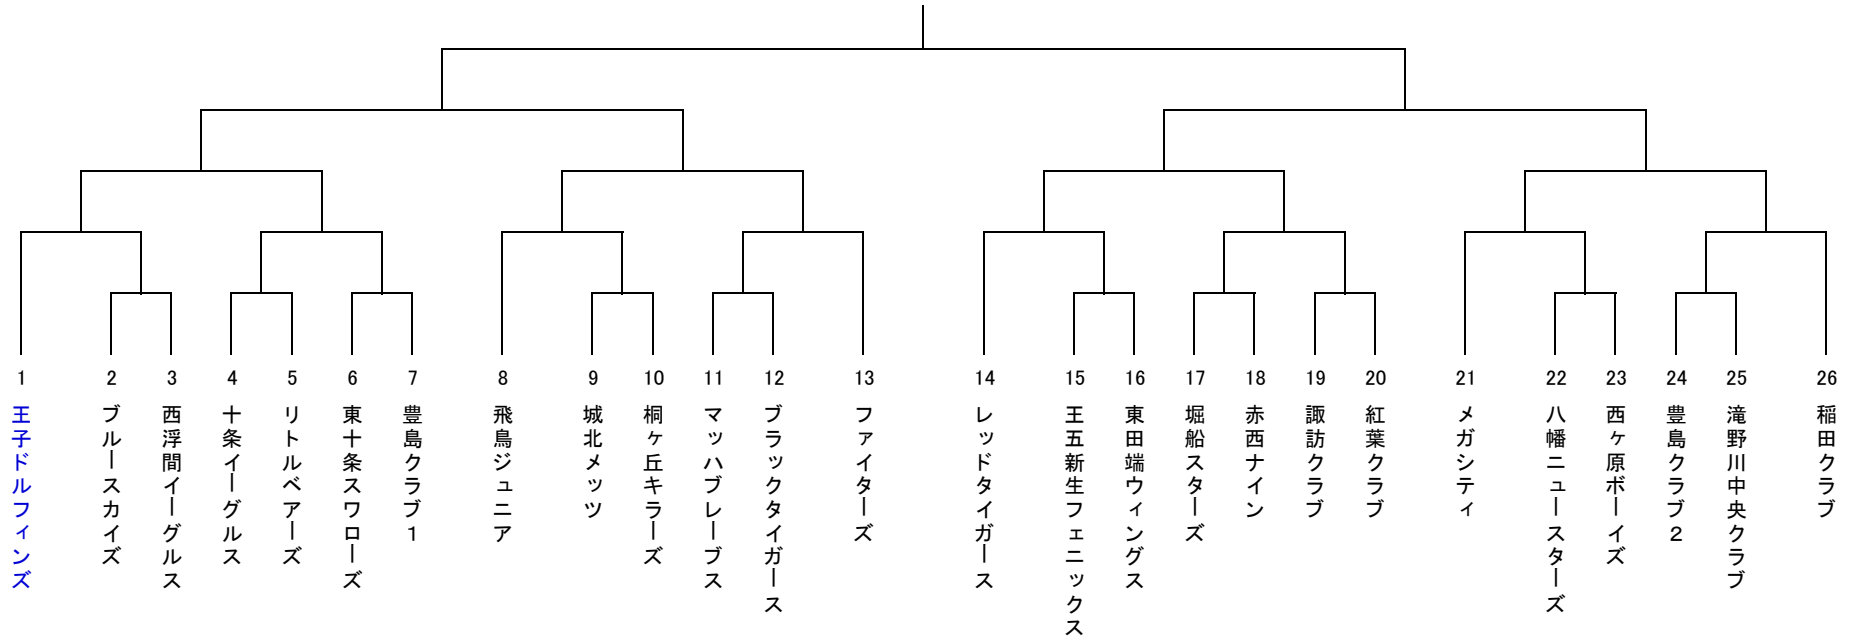 1
2
3
4
5
6
7
8
9
10
11
12
13
14
15
16
17
18
19
20
21
22
23
24
25
26
王子ドルフィンズ
ブルースカイズ
西浮間イーグルス
十条イーグルス
リトルベアーズ
東十条スワローズ
豊島クラブ1
飛鳥ジュニア
城北メッツ
桐ヶ丘キラーズ
マッハブレーブス
ブラックタイガース
ファイターズ
レッドタイガース
王五新生フェニックス
東田端ウィングス
堀船スターズ
赤西ナイン
諏訪クラブ
紅葉クラブ
メガシティ
八幡ニュースターズ
西ヶ原ボーイズ
豊島クラブ2
滝野川中央クラブ
稲田クラブ